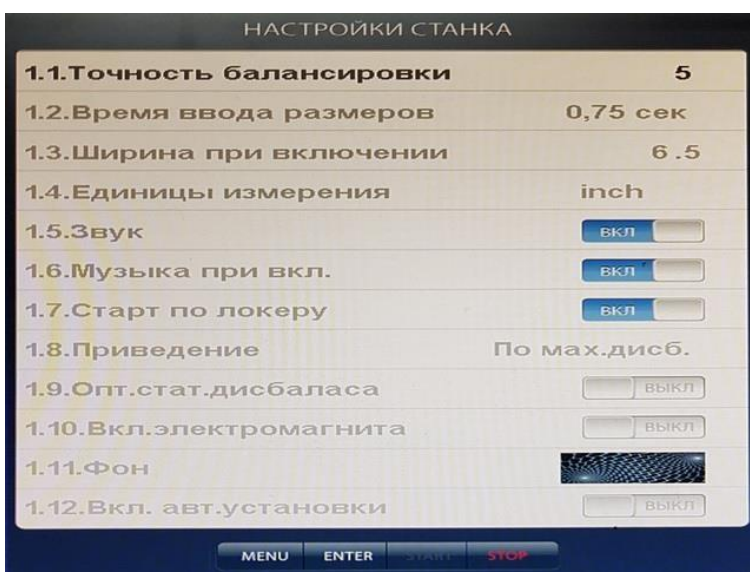 НАСТРОЙКИ СТАНКА
1.1.Точность балансировки 5
1.2.Время ввода размеров 0,75 сек
1.3.Ширина при включении 6.5
1.4.Единицы измерения inch
1.5.Звук ВКЛ
1.6.Музыка при вкл. ВКЛ
1.7.Старт по локеру ВКЛ
1.8.Приведение По мах.дисб.
1.9.Опт.стат.дисбаласа ВЫКЛ
1.10.Вкл.электромагнита ВЫКЛ
1.11.Фон
1.12.Вкл. авт.установки ВЫКЛ
MENU ENTER START STOP